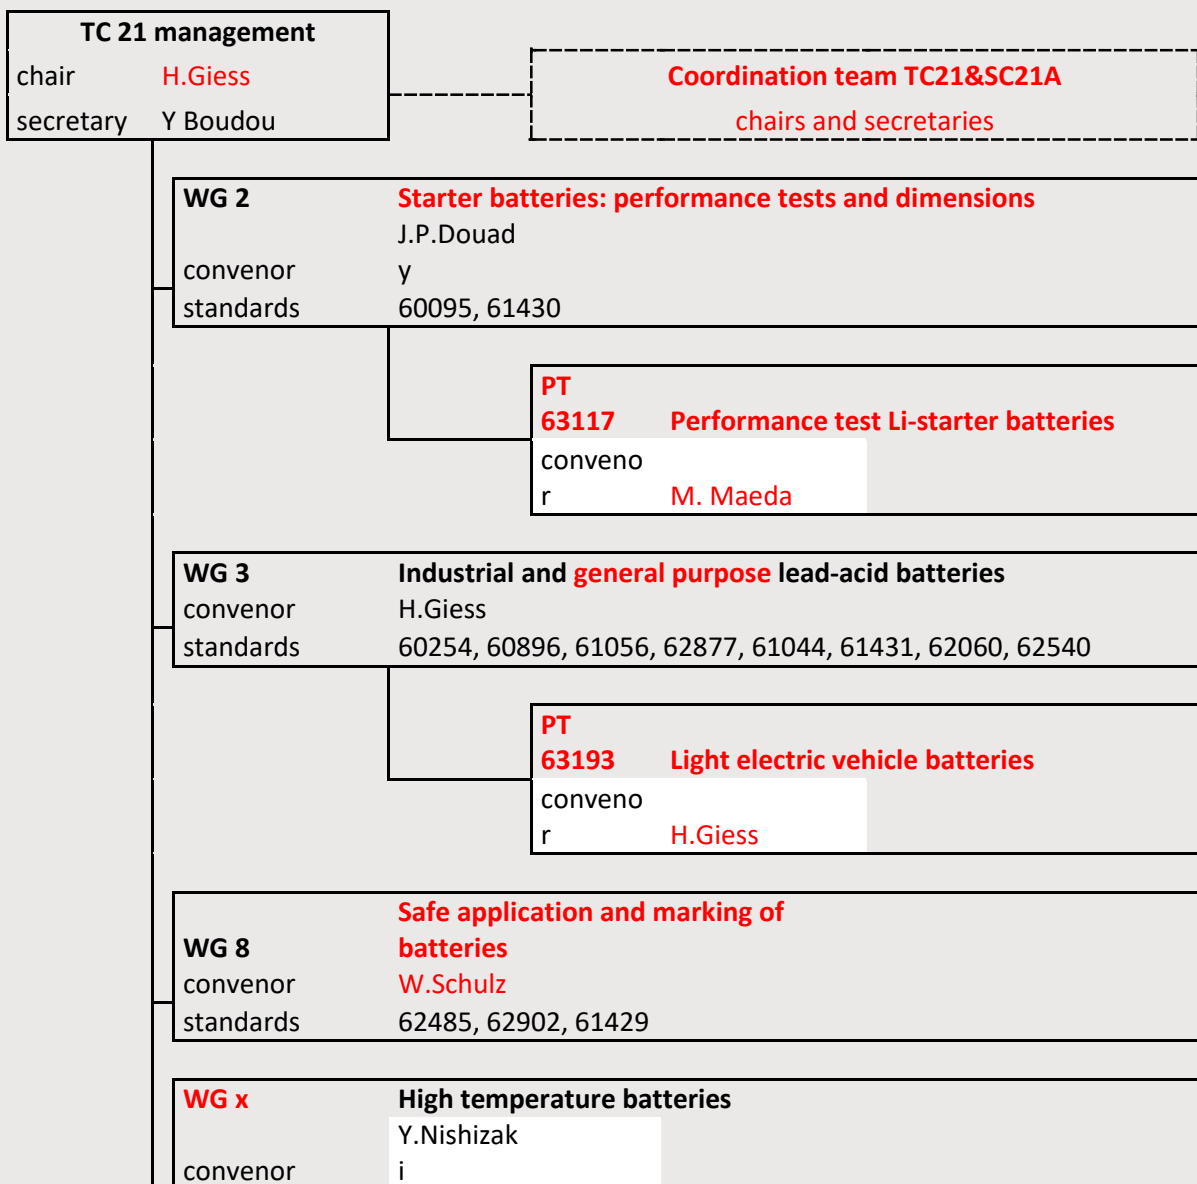 TC 21 management
chair H.Giess
secretary Y Boudou
Coordination team TC21&SC21A
chairs and secretaries
WG 2 Starter batteries: performance tests and dimensions
J.P.Douad
convenor y
standards 60095, 61430
PT
63117 Performance test Li-starter batteries
conveno
r M. Maeda
WG 3 Industrial and general purpose lead-acid batteries
convenor H.Giess
standards 60254, 60896, 61056, 62877, 61044, 61431, 62060, 62540
PT
63193 Light electric vehicle batteries
conveno
r H.Giess
Safe application and marking of
WG 8 batteries
convenor W.Schulz
standards 62485, 62902, 61429
WG x High temperature batteries
Y.Nishizak
convenor i